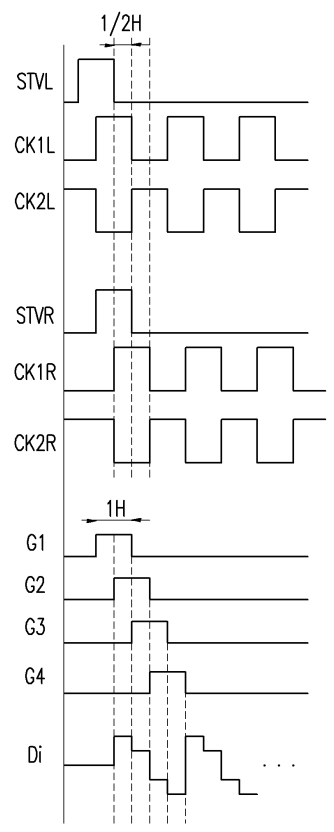 1/2H
STVL
CK1L
CK2L
STVR
CK1R
CK2R
1H
G1
G2
G3
G4
Di
. . .